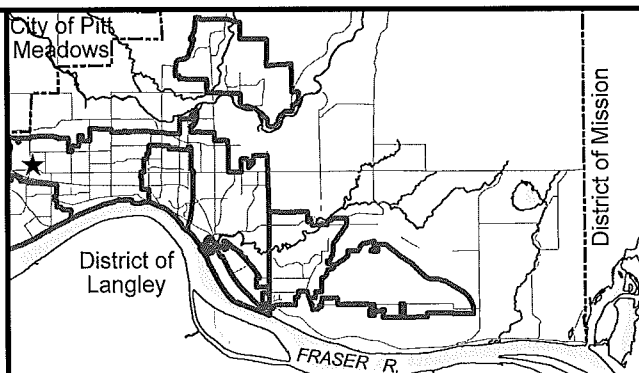 City of Pitt
Meadows
District of Mission
District of
Langley
FRASER R.